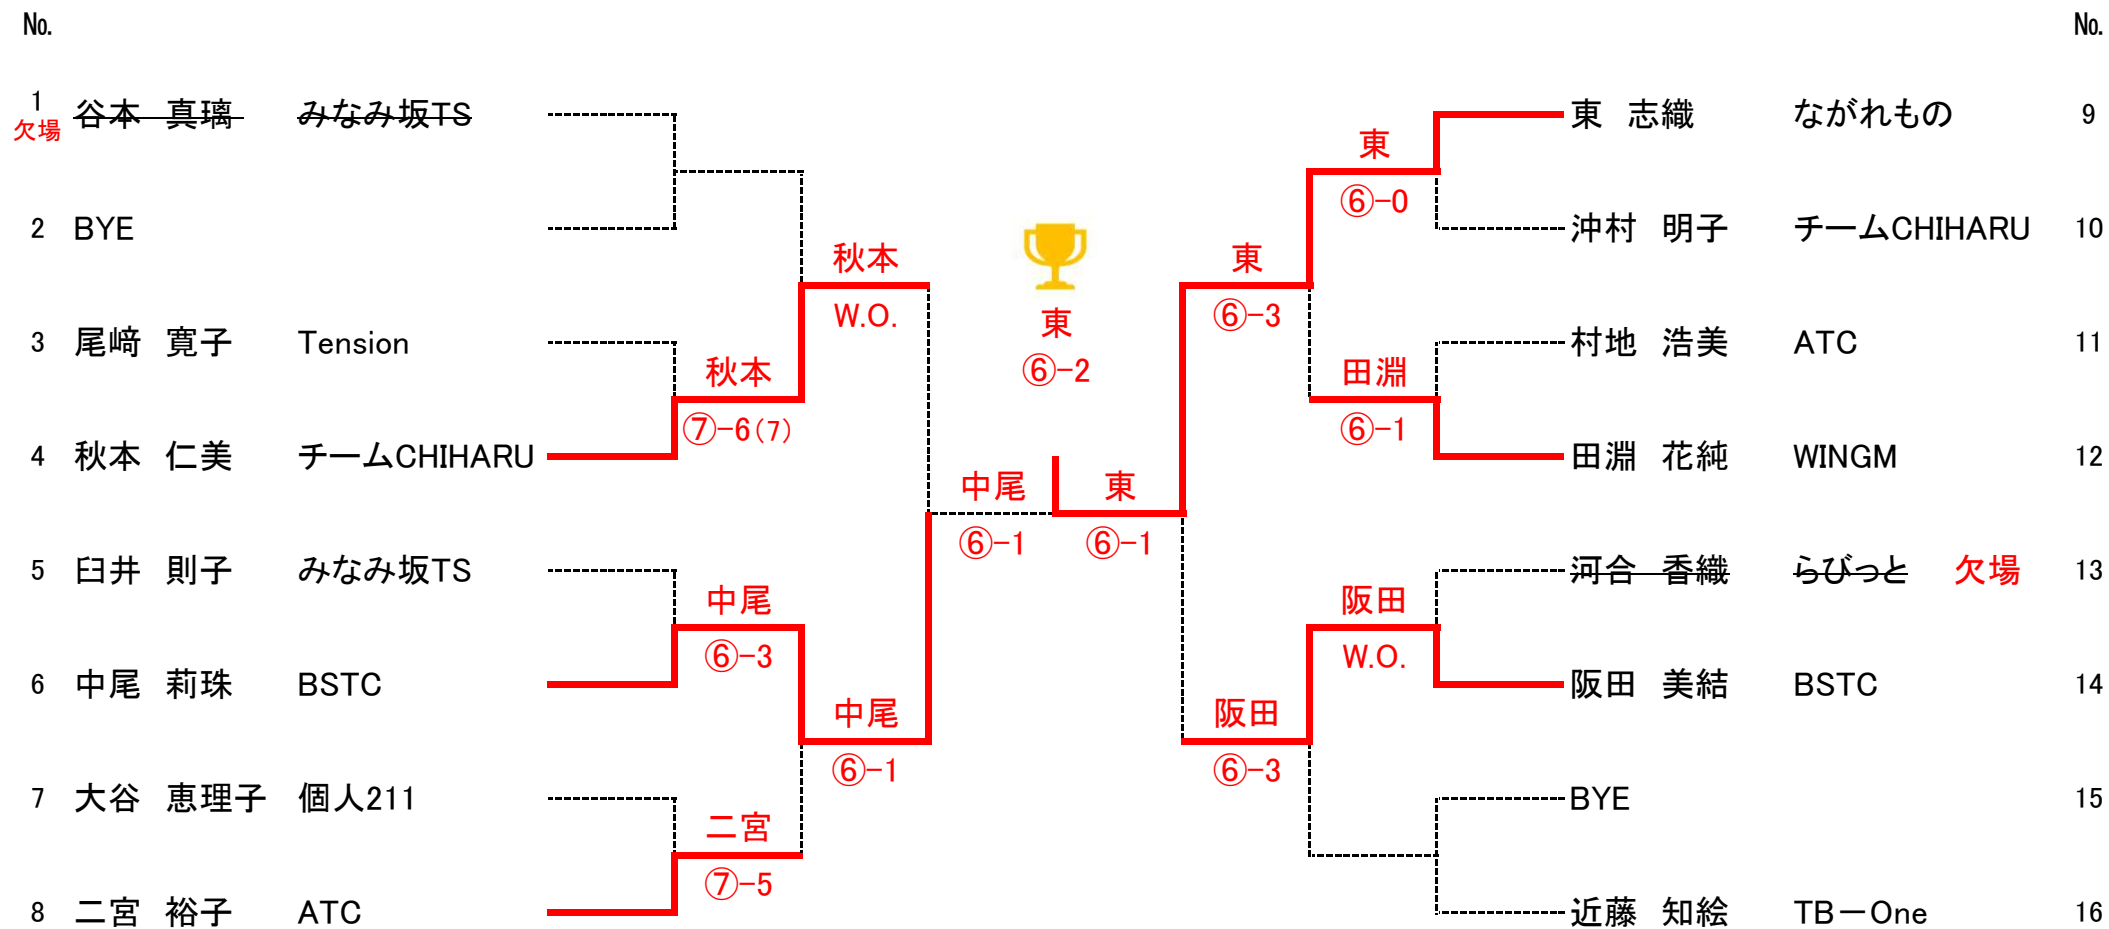 No.
No.
1 谷本 真璃 みなみ坂TS
欠場
2 BYE
3 尾﨑 寛子 Tension
4 秋本 仁美 チームCHIHARU
5 臼井 則子 みなみ坂TS
6 中尾 莉珠 BSTC
7 大谷 恵理子 個人211
8 二宮 裕子 ATC
秋本
⑦-6(7)
中尾
⑥-3
二宮
⑦-5
秋本
W.O.
中尾
⑥-1
中尾
⑥-1
東
⑥-2
東
⑥-1
東
⑥-3
阪田
⑥-3
東
⑥-0
田淵
⑥-1
阪田
W.O.
東 志織 ながれもの 9
沖村 明子 チームCHIHARU 10
村地 浩美 ATC 11
田淵 花純 WINGM 12
河合 香織 らびっと 欠場 13
阪田 美結 BSTC 14
BYE 15
近藤 知絵 TB－One 16